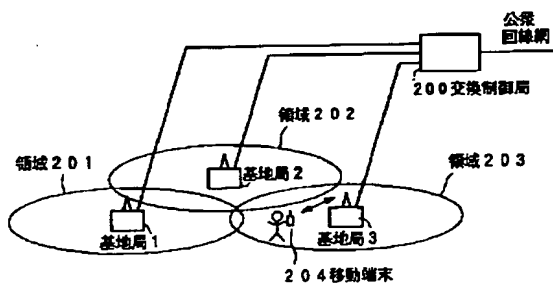 公衆
回線網
200交換制御局
領域202
領域201
基地局2
領域203
基地局1
基地局3
204移動端末